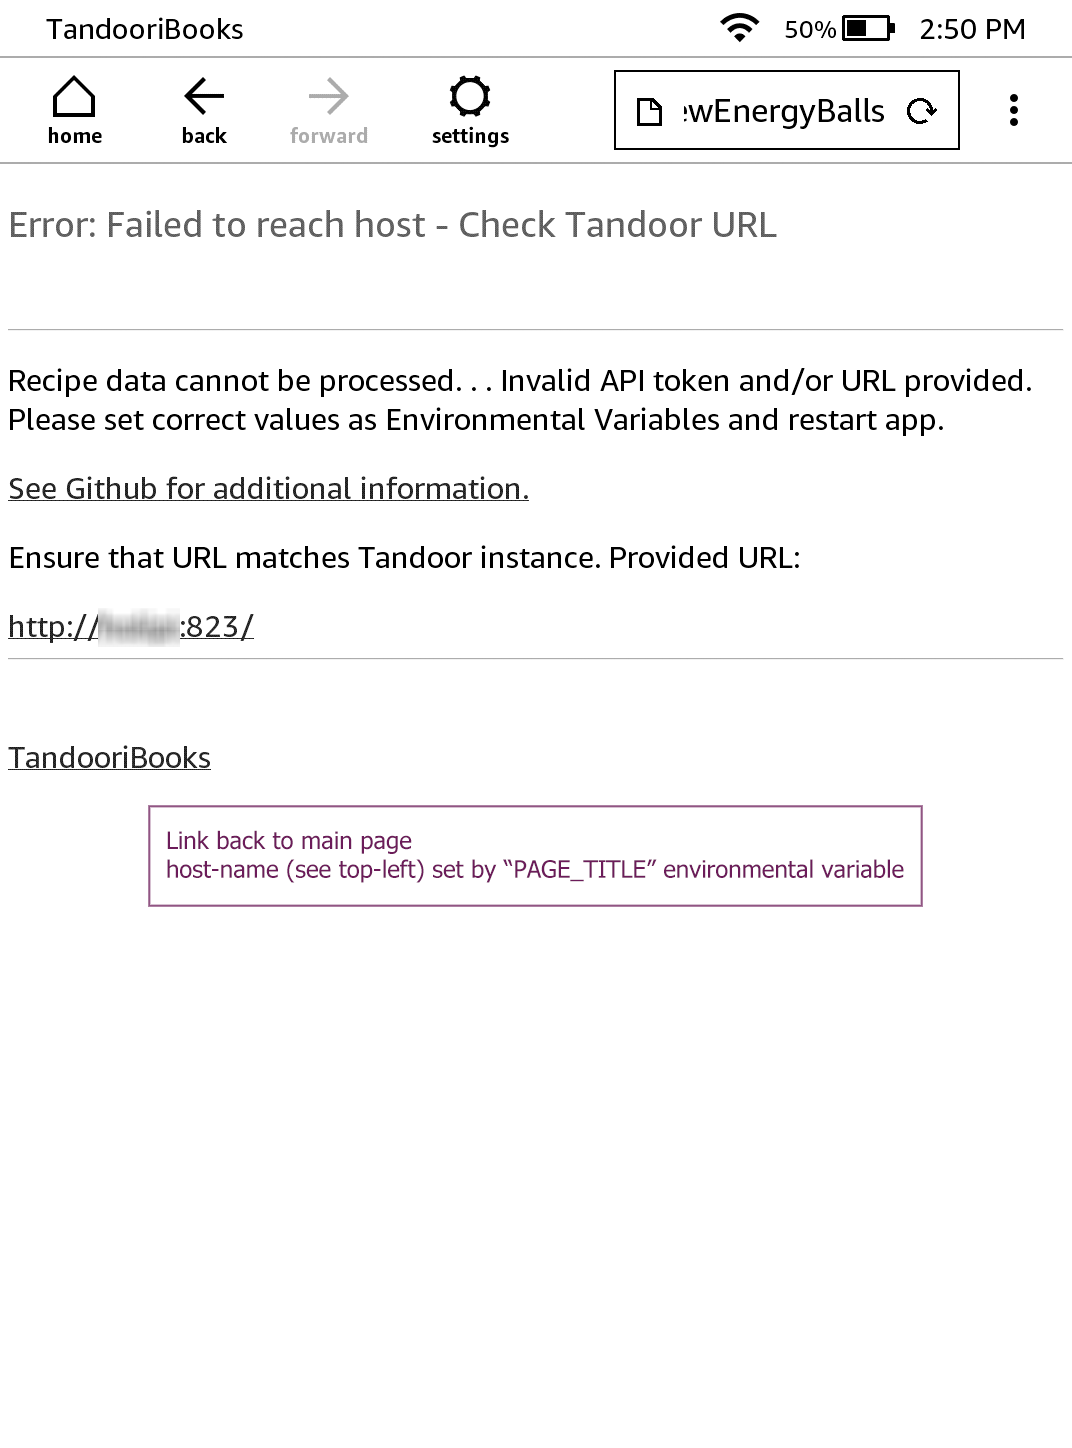 TandooriBooks 50% 2:50 PM
home back forward settings wEnergyBalls
Error: Failed to reach host - Check Tandoor URL
Recipe data cannot be processed. . . Invalid API token and/or URL provided.
Please set correct values as Environmental Variables and restart app.
See Github for additional information.
Ensure that URL matches Tandoor instance. Provided URL:
http:// :823/
TandooriBooks
Link back to main page
host-name (see top-left) set by “PAGE_TITLE” environmental variable